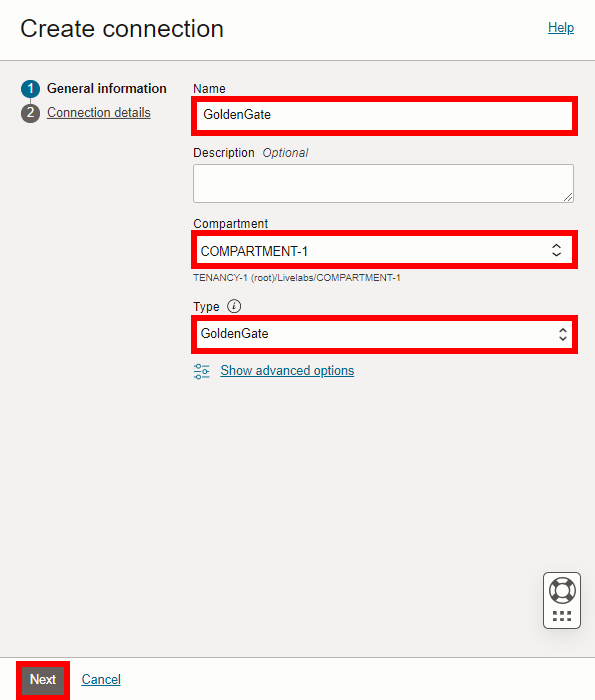 Create connection
Help
1 General information
2 Connection details
Name
GoldenGate
Description Optional
Compartment
COMPARTMENT-1
TENANCY-1 (root)/Livelabs/COMPARTMENT-1
Type i
GoldenGate
Show advanced options
Next Cancel